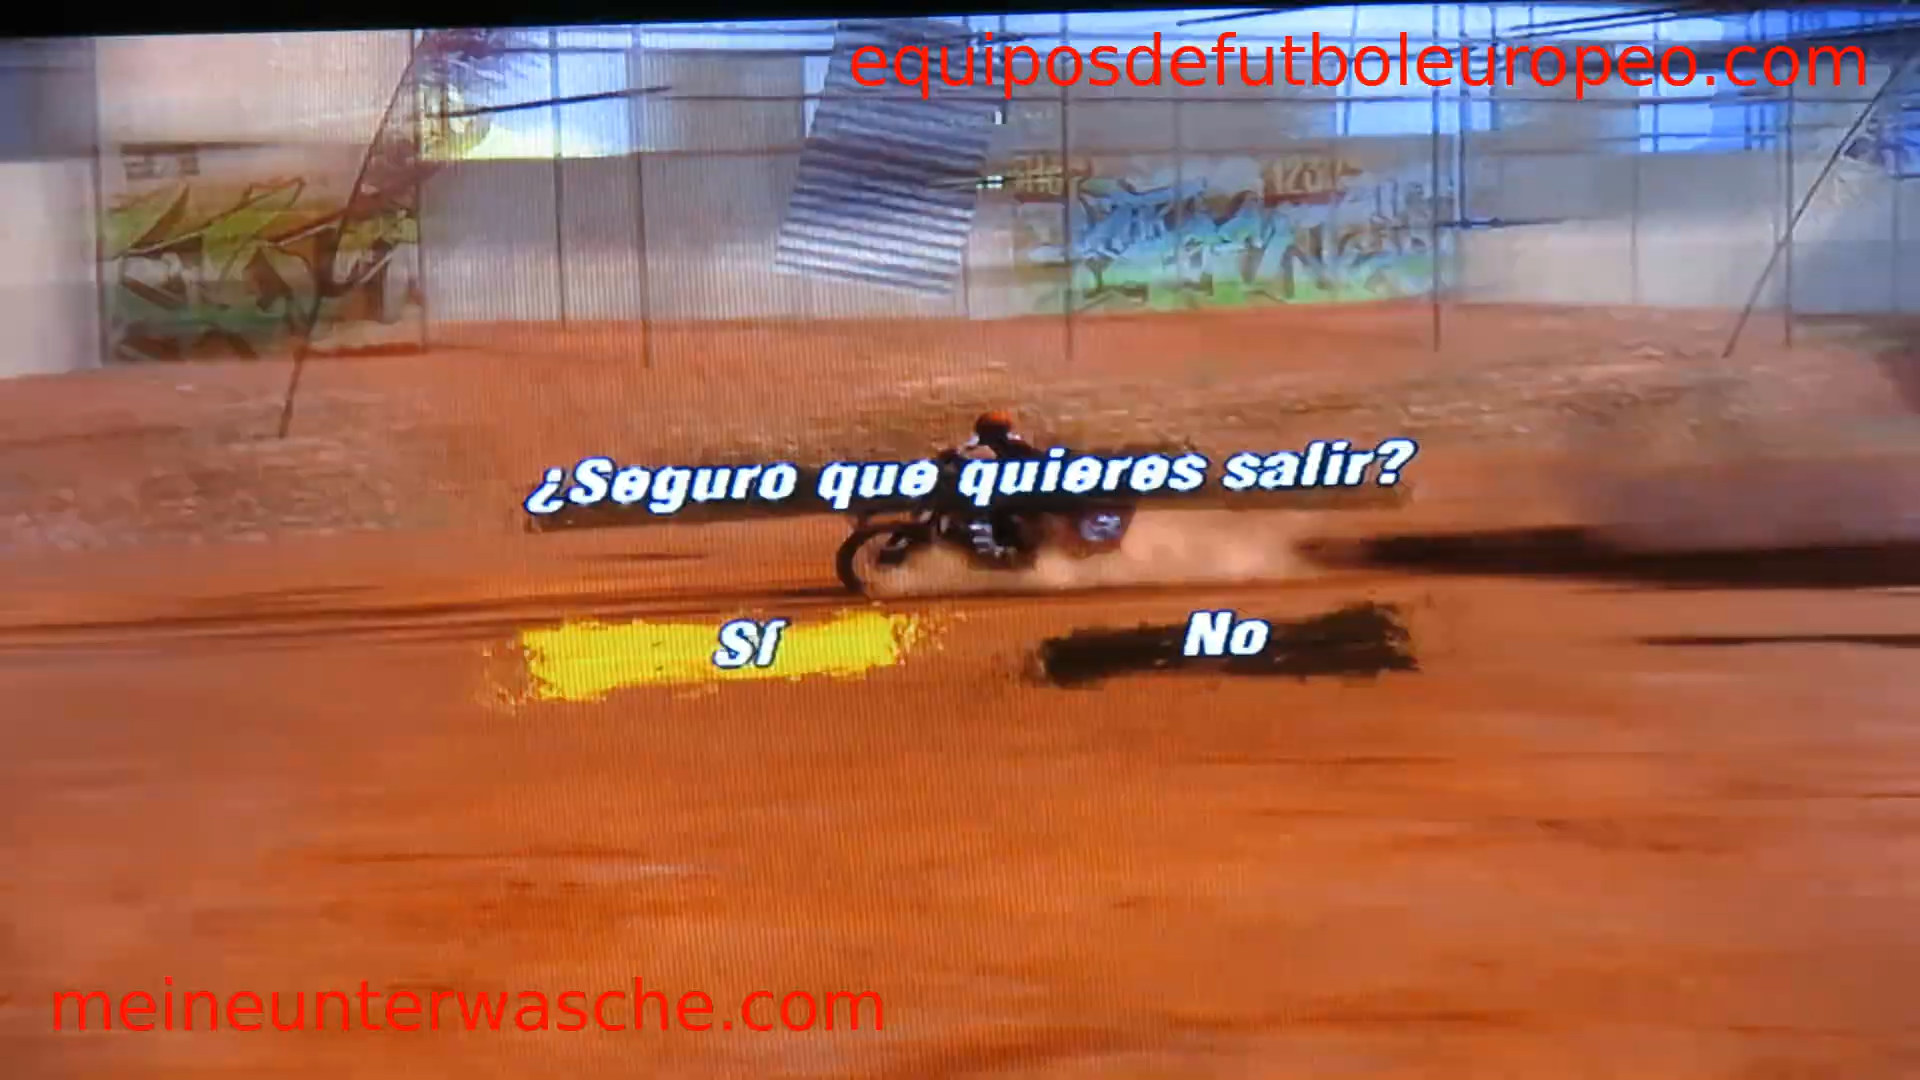 equiposdefutboleuropeo.com
¿Seguro que quieres salir?
Sí
No
meineunterwasche.com